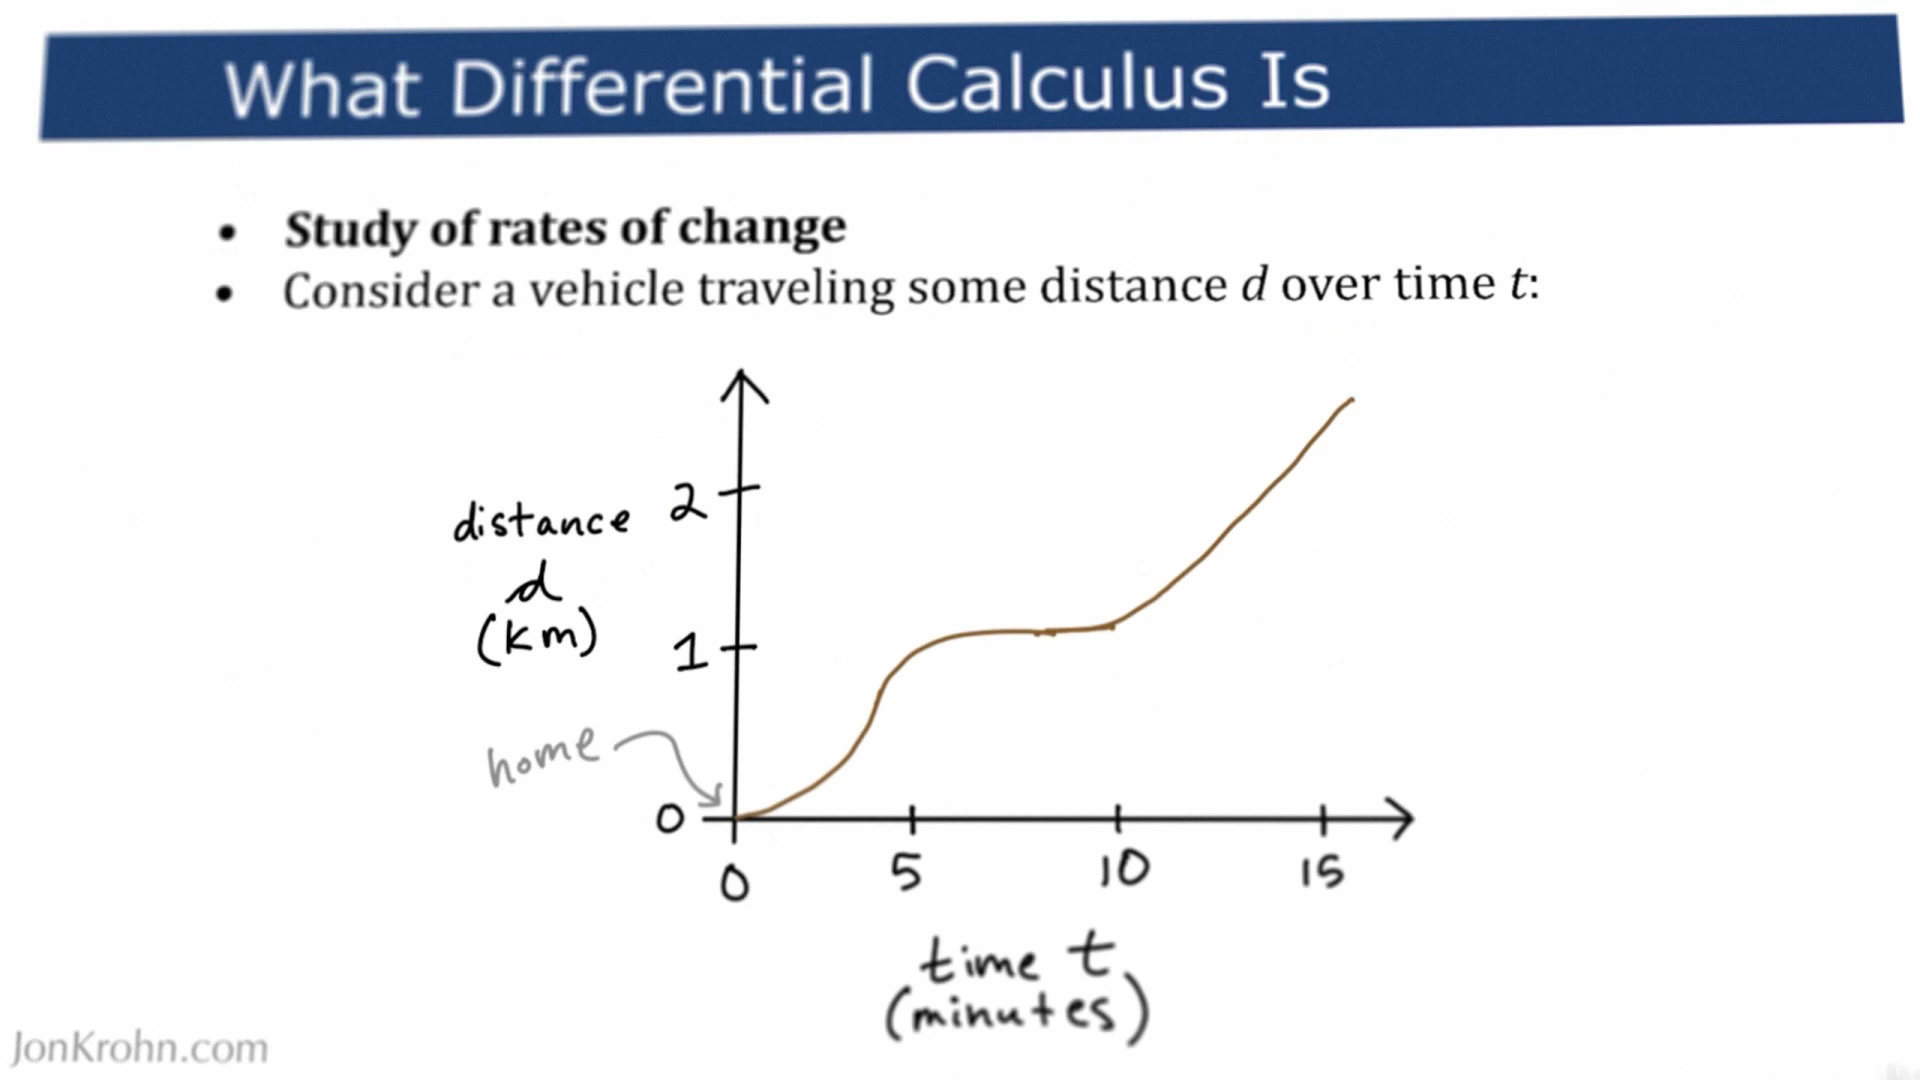 What Differential Calculus Is
• Study of rates of change
• Consider a vehicle traveling some distance d over time t:
distance
d
(km)
2
1
home
0
0 5 10 15
time t
(minutes)
JonKrohn.com